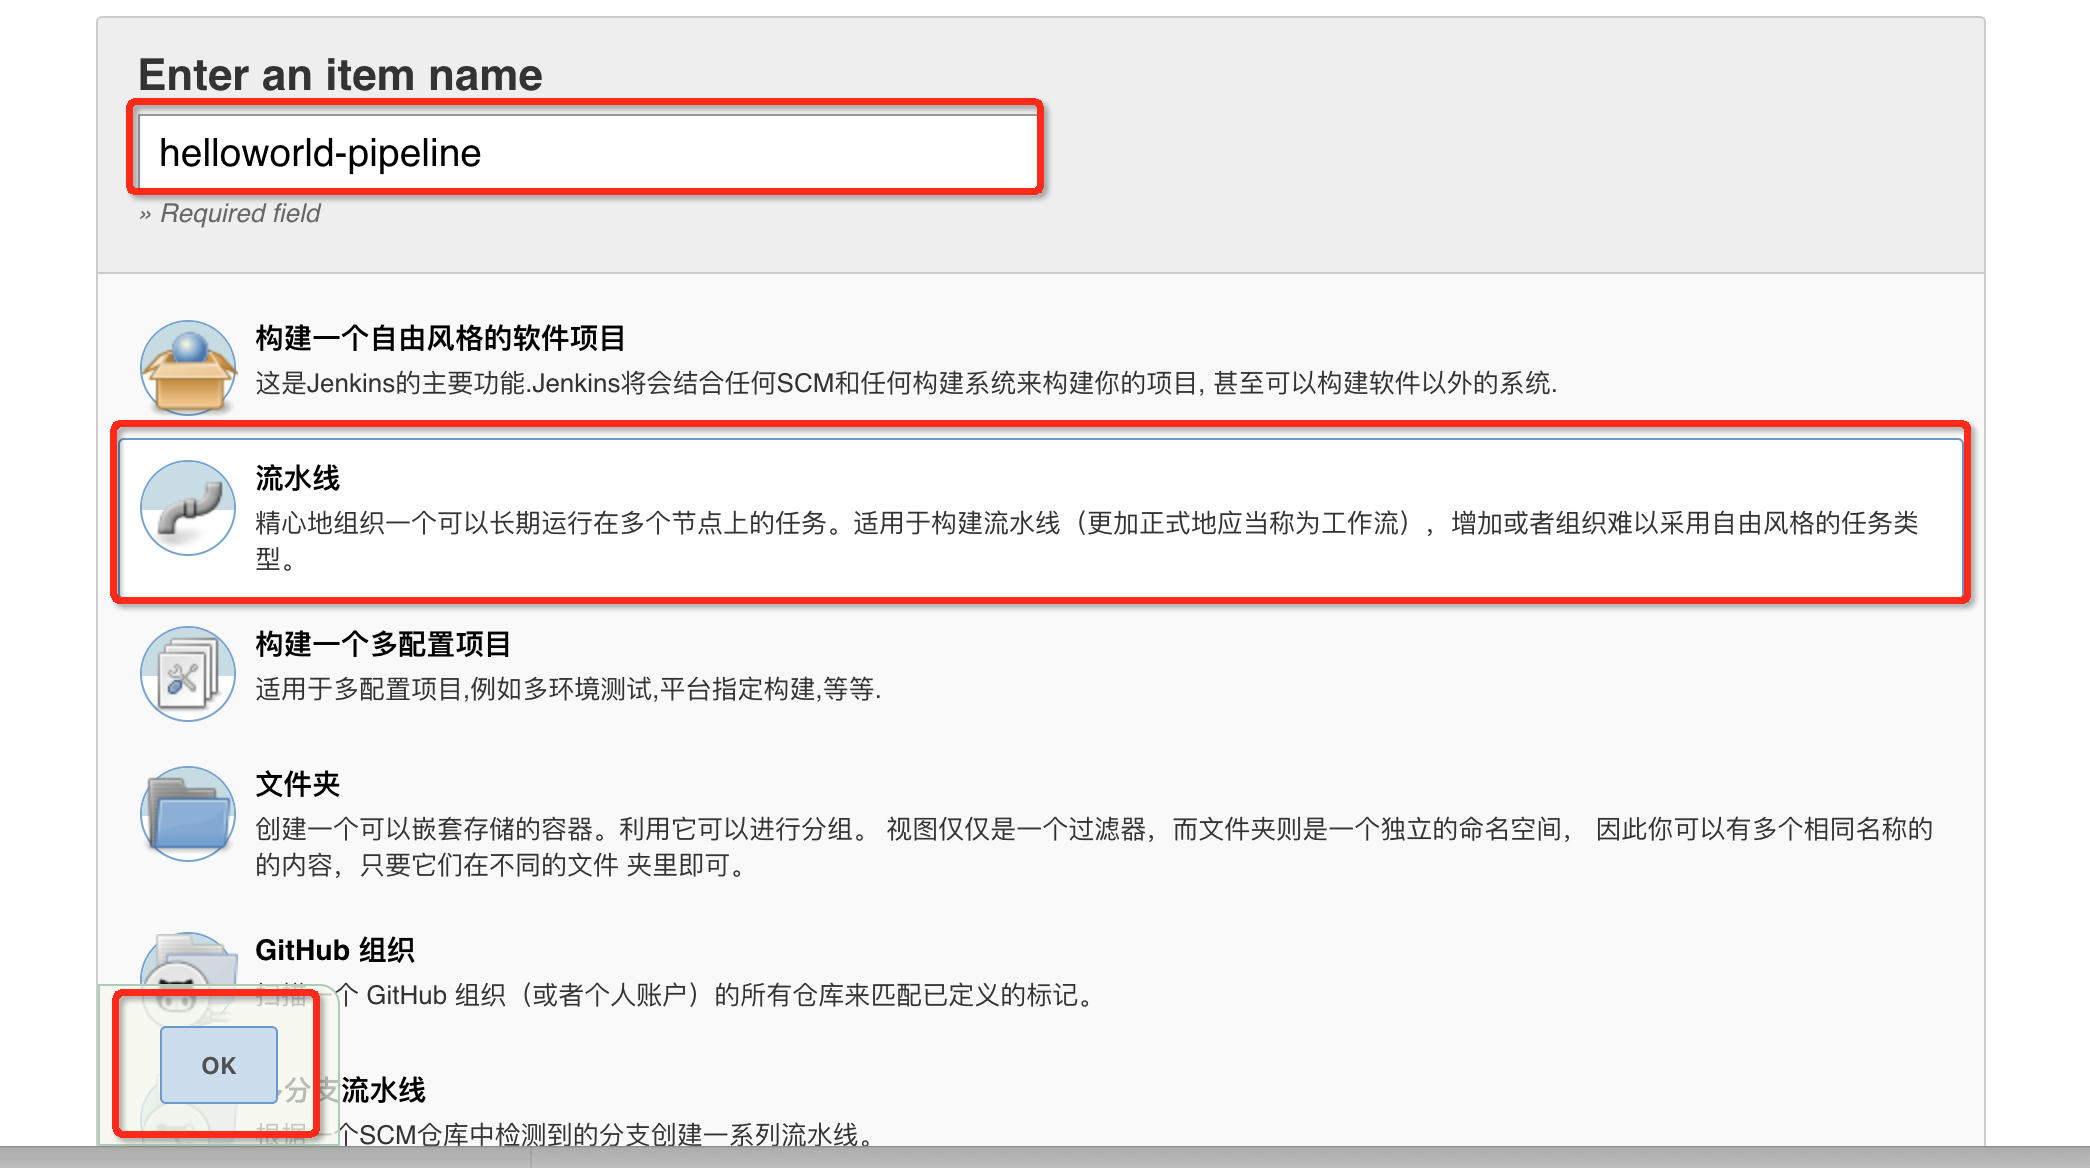 Enter an item name
helloworld-pipeline
» Required field
构建一个自由风格的软件项目
这是Jenkins的主要功能.Jenkins将会结合任何SCM和任何构建系统来构建你的项目, 甚至可以构建软件以外的系统.
流水线
精心地组织一个可以长期运行在多个节点上的任务。适用于构建流水线（更加正式地应当称为工作流），增加或者组织难以采用自由风格的任务类
型。
构建一个多配置项目
适用于多配置项目,例如多环境测试,平台指定构建,等等.
文件夹
创建一个可以嵌套存储的容器。利用它可以进行分组。 视图仅仅是一个过滤器，而文件夹则是一个独立的命名空间， 因此你可以有多个相同名称的
的内容，只要它们在不同的文件 夹里即可。
GitHub 组织
扫描一个 GitHub 组织（或者个人账户）的所有仓库来匹配已定义的标记。
OK
分支流水线
根据一个SCM仓库中检测到的分支创建一系列流水线。